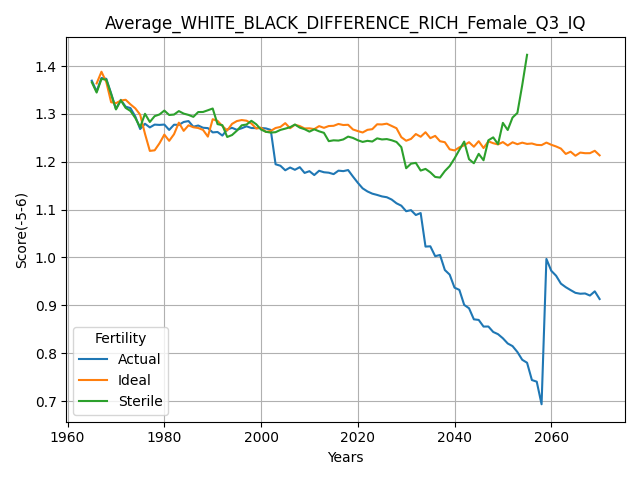 Average_WHITE_BLACK_DIFFERENCE_RICH_Female_Q3_IQ
Score(-5-6)
1.4
1.3
1.2
1.1
1.0
0.9
0.8
0.7
Fertility
Actual
Ideal
Sterile
1960 1980 2000 2020 2040 2060
Years